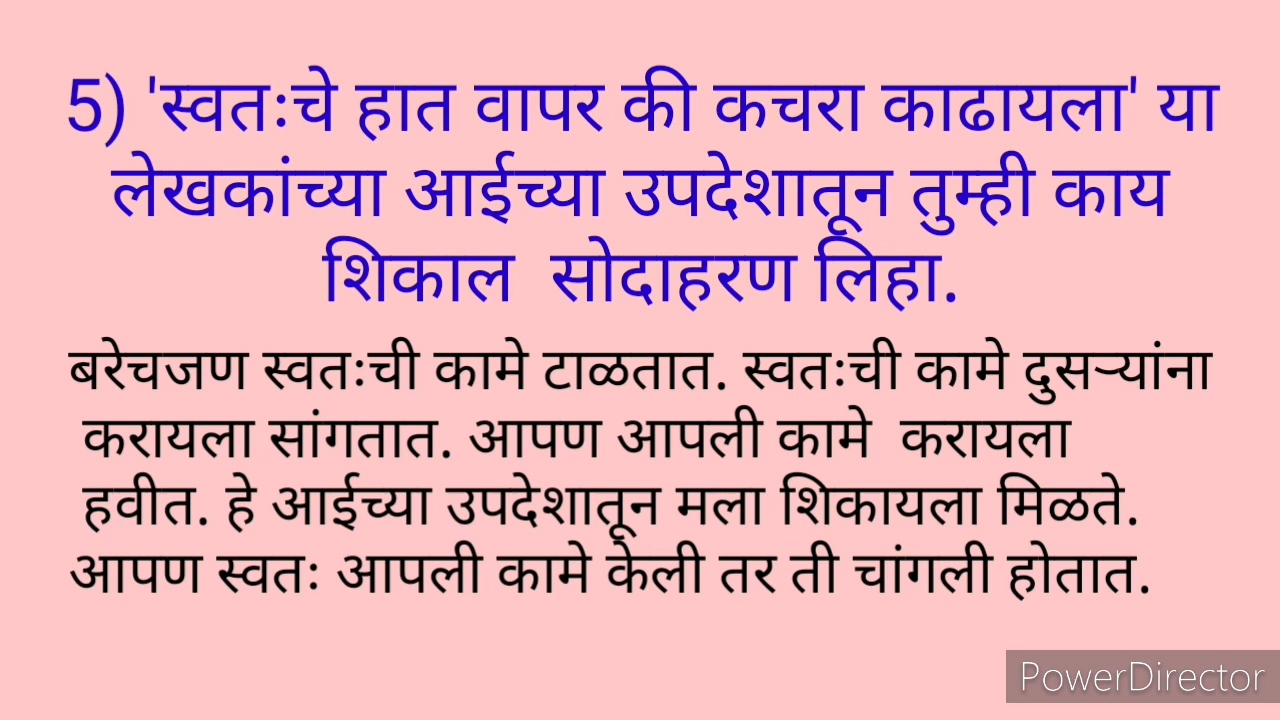 5) 'स्वतःचे हात वापर की कचरा काढायला' या
लेखकांच्या आईच्या उपदेशातून तुम्ही काय
शिकाल सोदाहरण लिहा.
बरेचजण स्वतःची कामे टाळतात. स्वतःची कामे दुसऱ्यांना
करायला सांगतात. आपण आपली कामे करायला
हवीत. हे आईच्या उपदेशातून मला शिकायला मिळते.
आपण स्वतः आपली कामे केली तर ती चांगली होतात.
PowerDirector